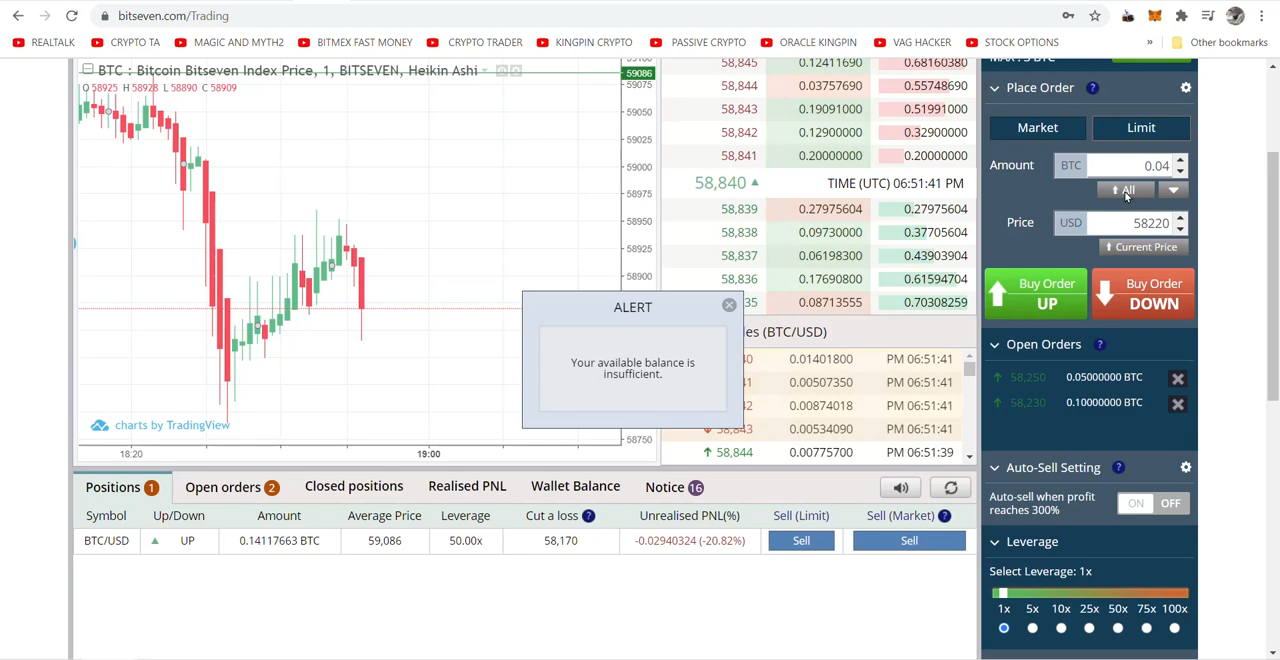 bitseven.com/Trading
REALTALK
CRYPTO TA
MAGIC AND MYTH2
BITMEX FAST MONEY
CRYPTO TRADER
KINGPIN CRYPTO
PASSIVE CRYPTO
ORACLE KINGPIN
VAG HACKER
STOCK OPTIONS
»
Other bookmarks
BTC : Bitcoin Bitseven Index Price, 1, BITSEVEN, Heikin Ashi
O 58925 H 58928 L 58890 C 58909
59086
59075
59050
59025
59000
58975
58950
58925
58900
58750
charts by TradingView
18:20
19:00
58,845 0.12411690 0.68160380
58,844 0.03757690 0.55748690
58,843 0.19091000 0.51991000
58,842 0.12900000 0.32900000
58,841 0.20000000 0.20000000
58,840 TIME (UTC) 06:51:41 PM
58,839 0.27975604 0.27975604
58,838 0.09730000 0.37705604
58,837 0.06198300 0.43903904
58,836 0.17690800 0.61594704
35 0.08713555 0.70308259
es (BTC/USD)
40 0.01401800 PM 06:51:41
41 0.00507350 PM 06:51:41
42 0.00874018 PM 06:51:41
58,843 0.00534090 PM 06:51:41
58,844 0.00775700 PM 06:51:39
ALERT
Your available balance is
insufficient.
Place Order ?
Market
Limit
Amount BTC 0.04
All
Price USD 58220
Current Price
Buy Order
UP
Buy Order
DOWN
Open Orders ?
58,250 0.05000000 BTC
58,230 0.10000000 BTC
Auto-Sell Setting ?
Auto-sell when profit
reaches 300%
ON OFF
Leverage
Select Leverage: 1x
1x 5x 10x 25x 50x 75x 100x
Positions 1
Open orders 2
Closed positions
Realised PNL
Wallet Balance
Notice 16
Symbol Up/Down Amount Average Price Leverage Cut a loss ? Unrealised PNL(%) Sell (Limit) Sell (Market) ?
BTC/USD UP 0.14117663 BTC 59,086 50.00x 58,170 -0.02940324 (-20.82%) Sell Sell